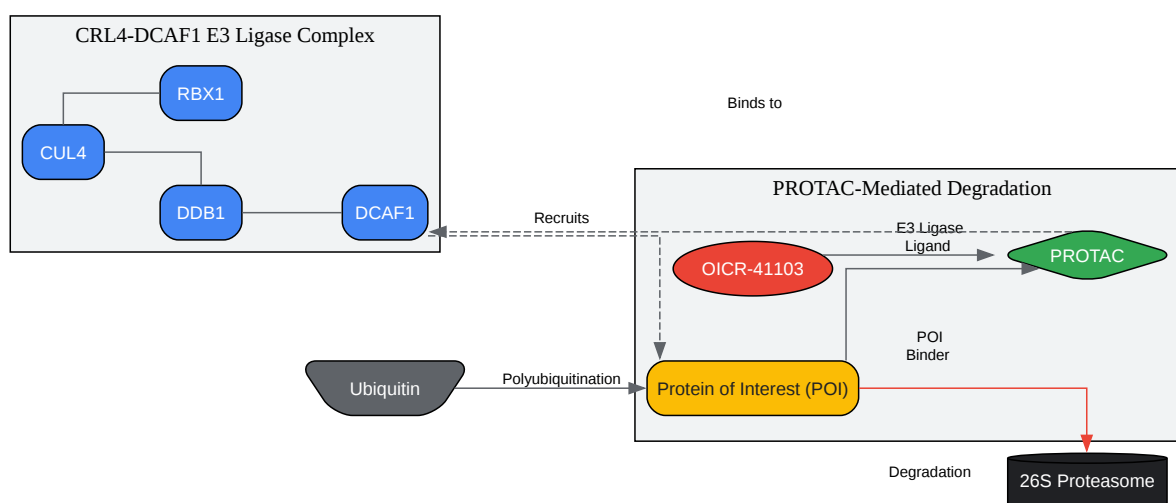 CRL4-DCAF1 E3 Ligase Complex
RBX1
CUL4
DDB1
DCAF1
Binds to
PROTAC-Mediated Degradation
Recruits
E3 Ligase
Ligand
OICR-41103
PROTAC
POI
Binder
Ubiquitin
Polyubiquitination
Protein of Interest (POI)
Degradation
26S Proteasome